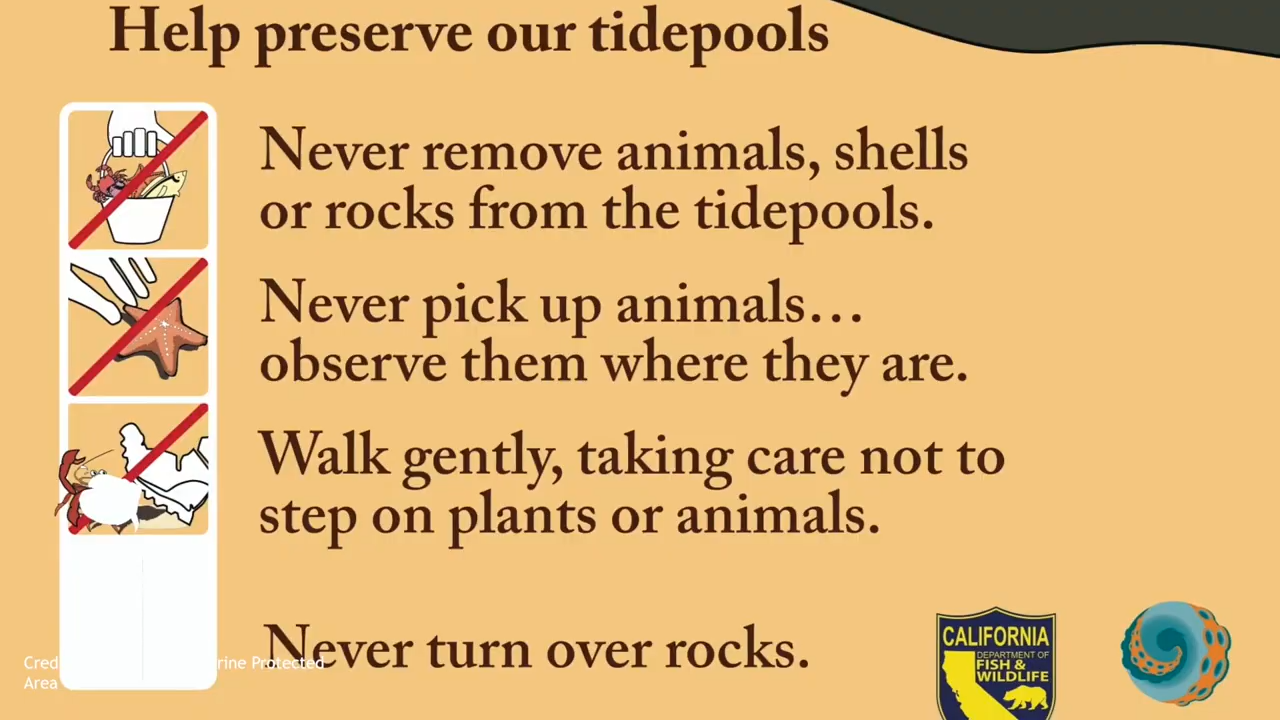 Help preserve our tidepools
Never remove animals, shells
or rocks from the tidepools.
Never pick up animals…
observe them where they are.
Walk gently, taking care not to
step on plants or animals.
Never turn over rocks.
CALIFORNIA
DEPARTMENT OF
FISH &
WILDLIFE
Protected
Area